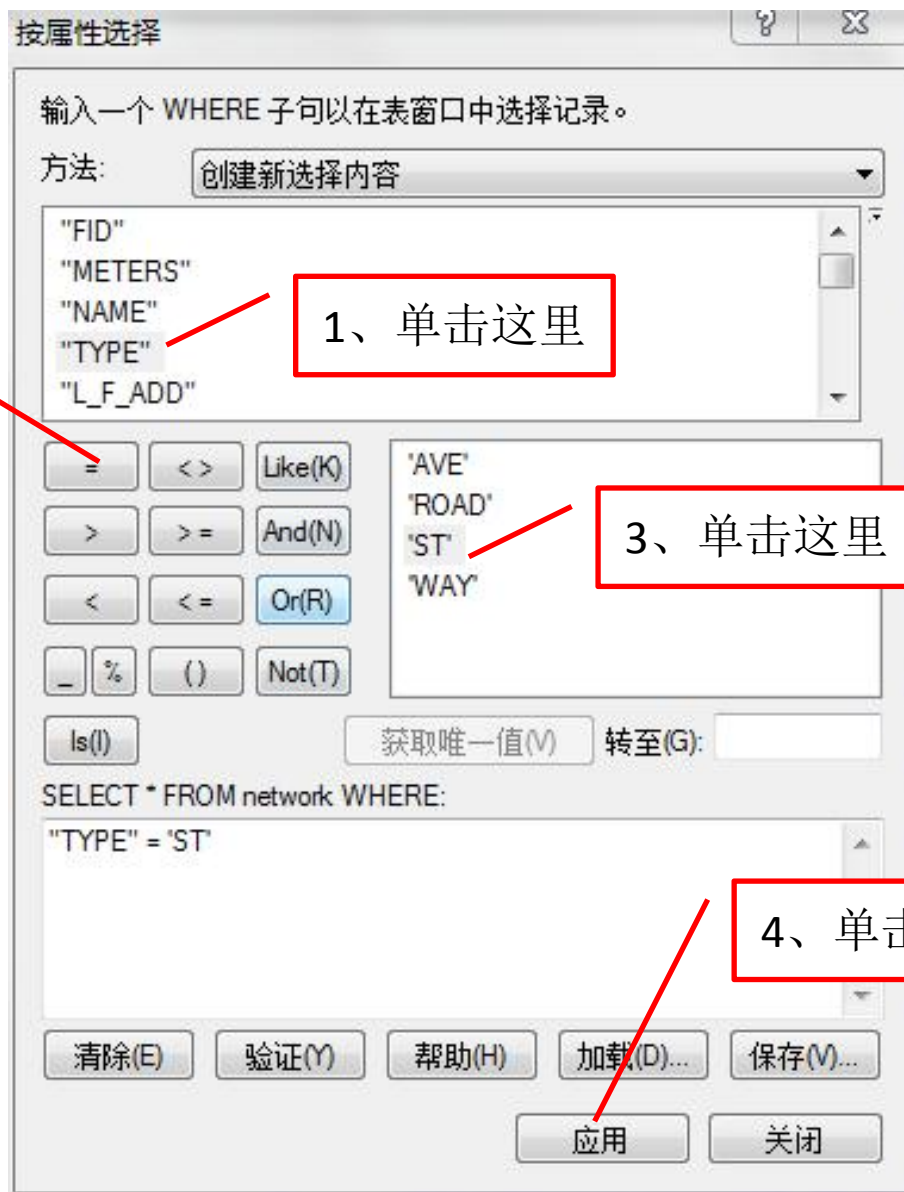 按属性选择
输入一个 WHERE 子句以在表窗口中选择记录。
方法: 创建新选择内容
"FID"
"METERS"
"NAME"
"TYPE"
"L_F_ADD"
1、单击这里
= < > Like(K)
> > = And(N)
< < = Or(R)
_ % ( ) Not(T)
Is(I)
'AVE'
'ROAD'
'ST'
'WAY'
3、单击这里
获取唯一值(V) 转至(G):
SELECT * FROM network WHERE:
"TYPE" = 'ST'
4、单击
清除(E) 验证(Y) 帮助(H) 加载(D)... 保存(V)...
应用 关闭